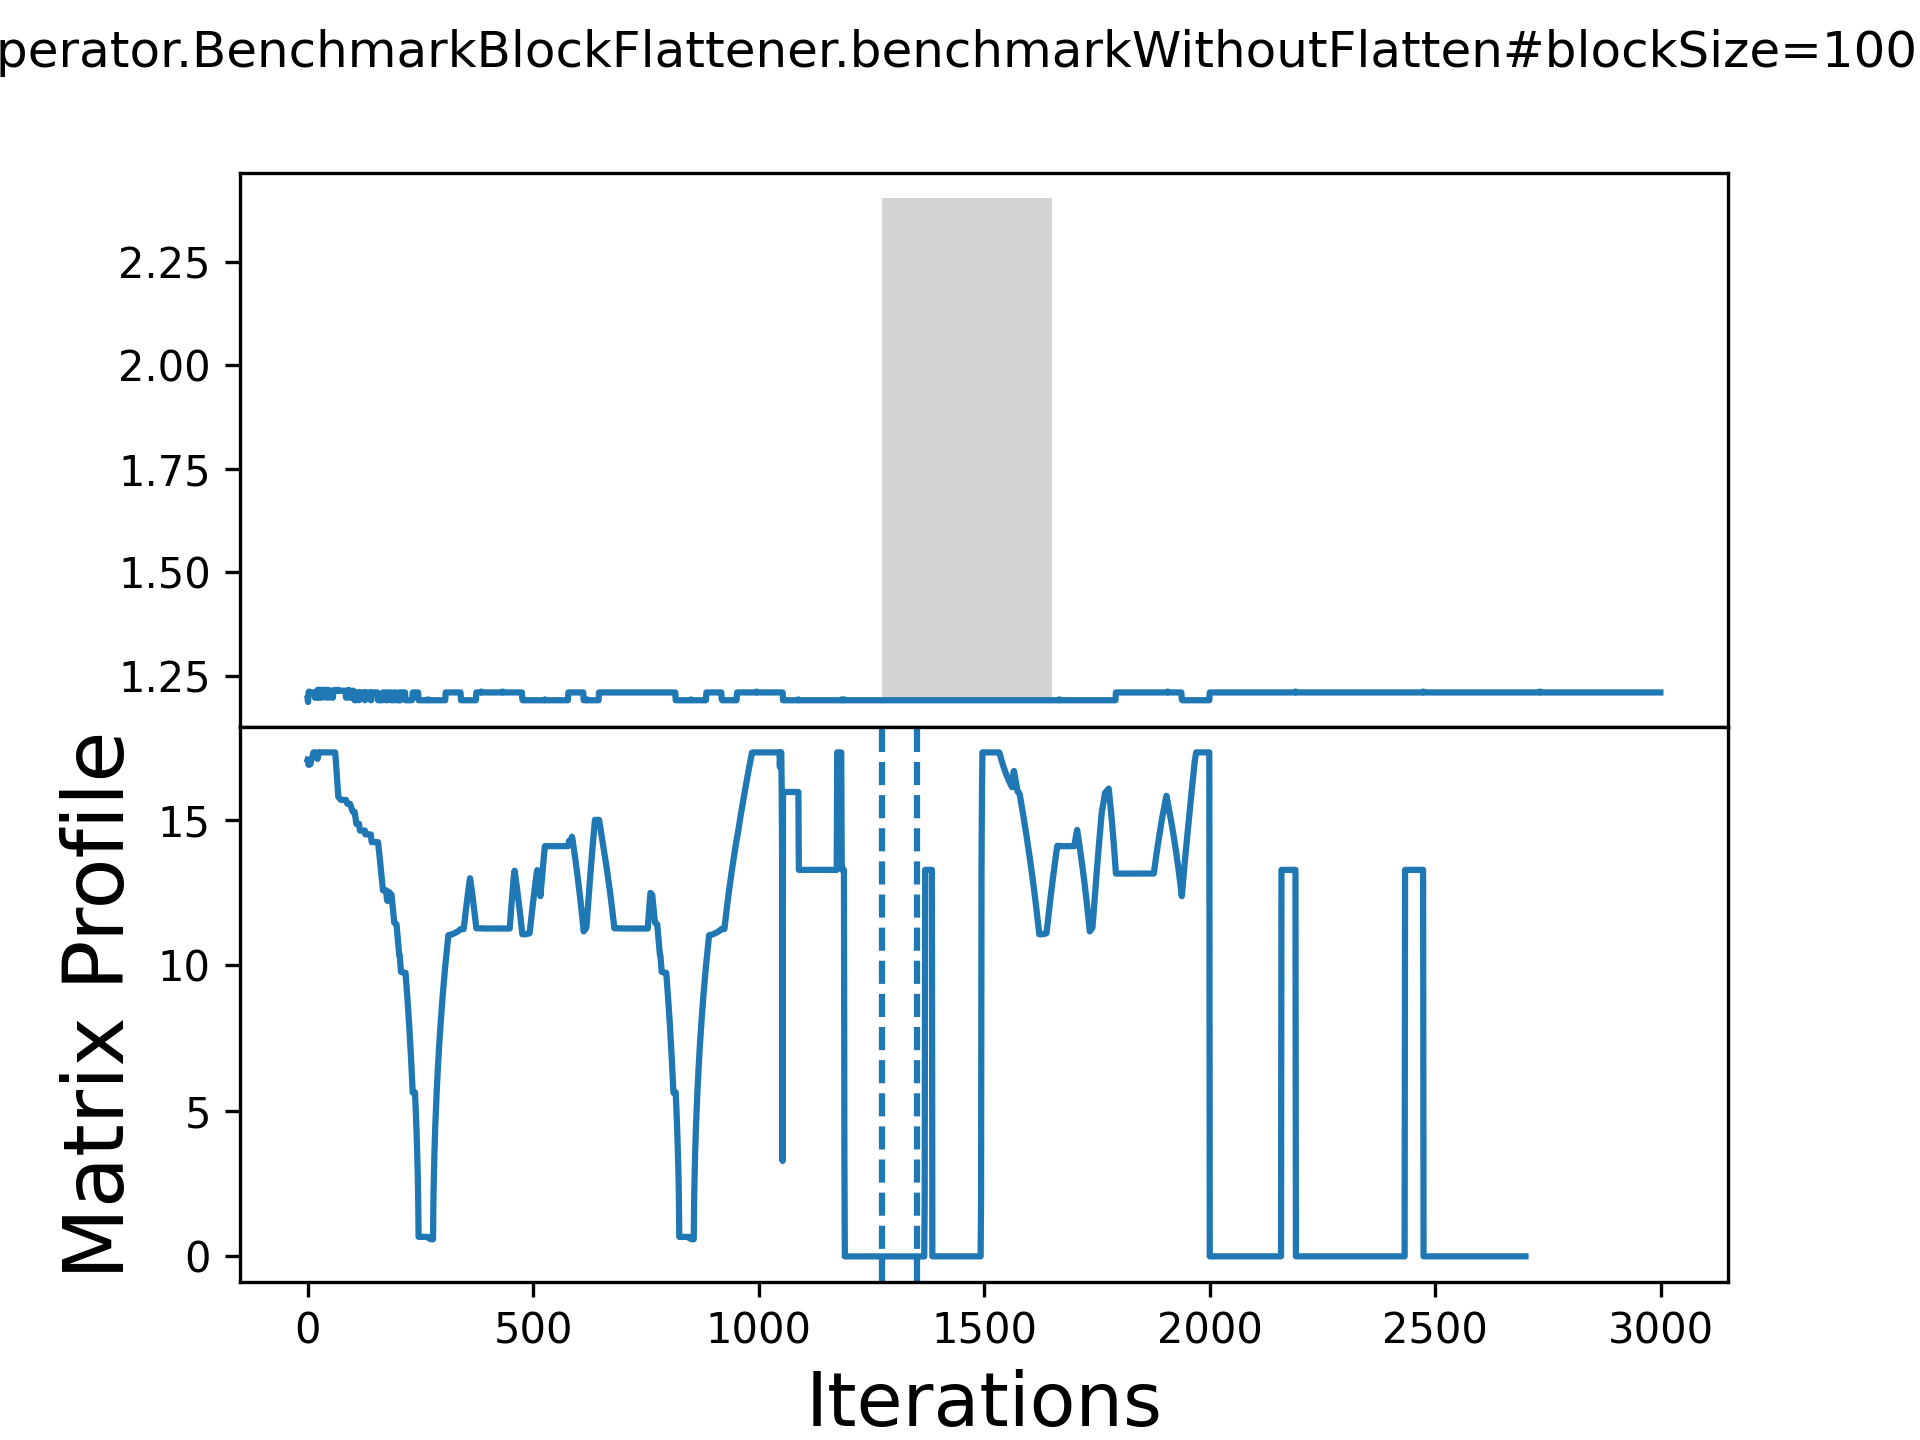 perator.BenchmarkBlockFlattener.benchmarkWithoutFlatten#blockSize=100
2.25
2.00
1.75
1.50
1.25
Matrix Profile
15
10
5
0
0 500 1000 1500 2000 2500 3000
Iterations